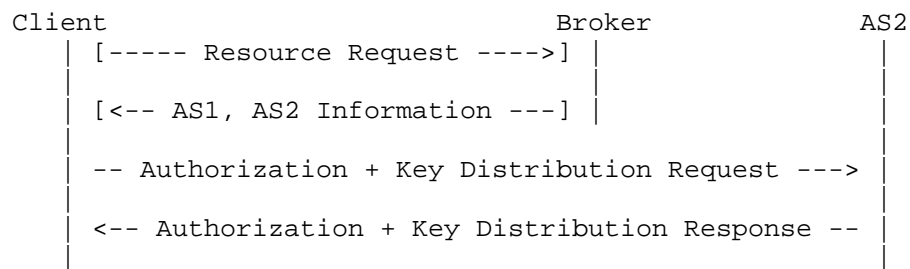 Client                             Broker              AS2
| [----- Resource Request ---->] |                  |
|                                |                  |
| [<-- AS1, AS2 Information ---] |                  |
|                                                   |
| -- Authorization + Key Distribution Request ---> |
|                                                   |
| <-- Authorization + Key Distribution Response -- |
|                                                   |